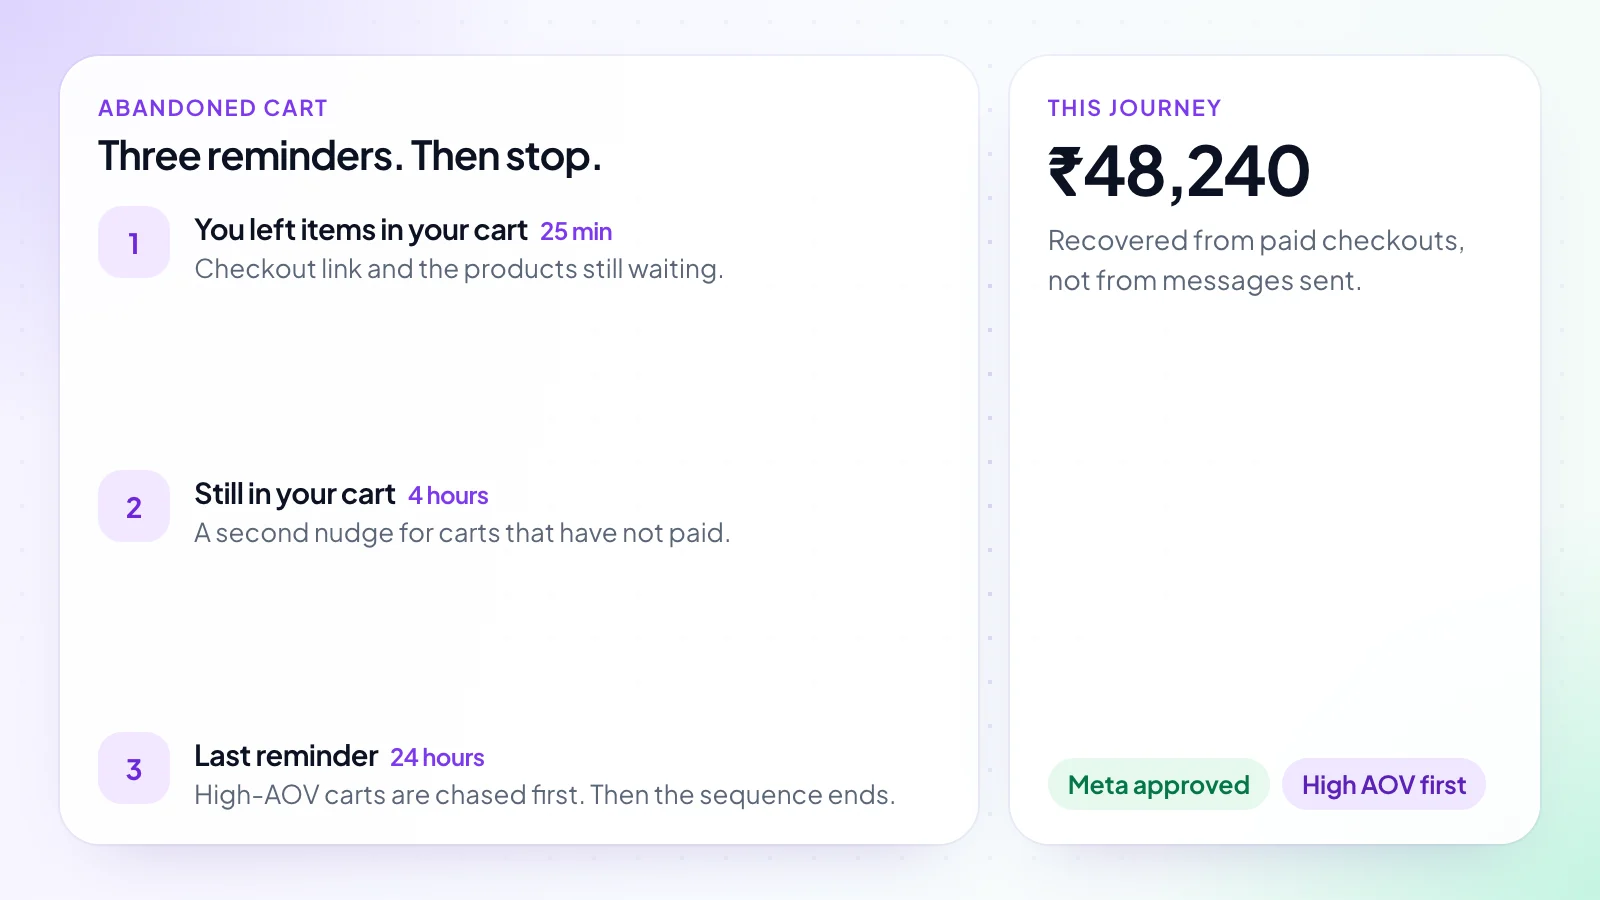 ABANDONED CART
Three reminders. Then stop.
1
You left items in your cart 25 min
Checkout link and the products still waiting.
2
Still in your cart 4 hours
A second nudge for carts that have not paid.
3
Last reminder 24 hours
High-AOV carts are chased first. Then the sequence ends.
THIS JOURNEY
₹48,240
Recovered from paid checkouts,
not from messages sent.
Meta approved
High AOV first